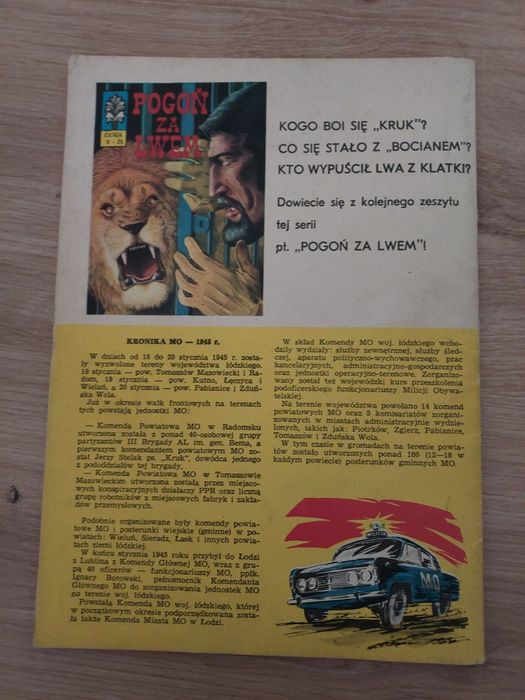 CENA
8 - ZŁ
POGOŃ
ZA
LWEM
KOGO BOI SIĘ „KRUK"?
CO SIĘ STAŁO Z „BOCIANEM"?
KTO WYPUŚCIŁ LWA Z KLATKI?
Dowiecie się z kolejnego zeszytu
tej serii
pt. „POGOŃ ZA LWEM"!
KRONIKA MO — 1945 r.
W dniach od 18 do 20 stycznia 1945 r. zosta-
ły wyzwolone tereny województwa łódzkiego.
18 stycznia — pow. Tomaszów Mazowiecki i Ra-
dom, 19 stycznia — pow. Kutno, Łęczyca i
Wieluń, a 20 stycznia — pow. Pabianice i Zduń-
ska Wola.
Już w okresie walk frontowych na terenach
tych powstają jednostki MO:
— Komenda Powiatowa MO w Radomsku
utworzona została z ponad 40-osobowej grupy
partyzantów III Brygady AL im. gen. Bema, a
pierwszym komendantem powiatowym MO zo-
stał Jerzy Sielak ps. „Kruk", dowódca jednego
z pododdziałów tej brygady,
— Komenda Powiatowa MO w Tomaszowie
Mazowieckim utworzona została przez miejsco-
wych konspiracyjnych działaczy PPR oraz liczną
grupę robotników z miejscowych fabryk i zakła-
dów przemysłowych.
Podobnie organizowane były komendy powia-
towe MO i posterunki wiejskie (gminne) w po-
wiatach: Wieluń, Sieradz, Łask i innych powia-
tach ziemi łódzkiej.
W końcu stycznia 1945 roku przybył do Łodzi
z Lublina z Komendy Głównej MO, wraz z gru-
pą 40 oficerów — funkcjonariuszy MO, ppłk.
Ignacy Borowski, pełnomocnik Komendanta
Głównego MO do zorganizowania jednostek MO
na terenie woj. łódzkiego.
Powstała Komenda MO woj. łódzkiego, której
w początkowym okresie podporządkowana zosta-
ła także Komenda Miasta MO w Łodzi.
W skład Komendy MO woj. łódzkiego wcho-
dziły wydziały: służby zewnętrznej, służby śled-
czej, aparatu polityczno-wychowawczego, prac
kancelaryjnych, administracyjno-gospodarczych
oraz jednostki operacyjno-terenowe. Zorganizo-
wany został też wojewódzki kurs przeszkolenia
podoficerskiego funkcjonariuszy Milicji Obywa-
telskiej.
Na terenie województwa powołano 14 komend
powiatowych MO oraz 5 komisariatów zorgani-
zowanych w miastach administracyjnie wydzie-
lonych, takich jak: Piotrków, Zgierz, Pabianice,
Tomaszów i Zduńska Wola.
W tym czasie w gromadach na terenie powia-
tów zostało utworzonych ponad 160 (12—18 w
każdym powiecie) posterunków gminnych MO.
MILICJA
MO